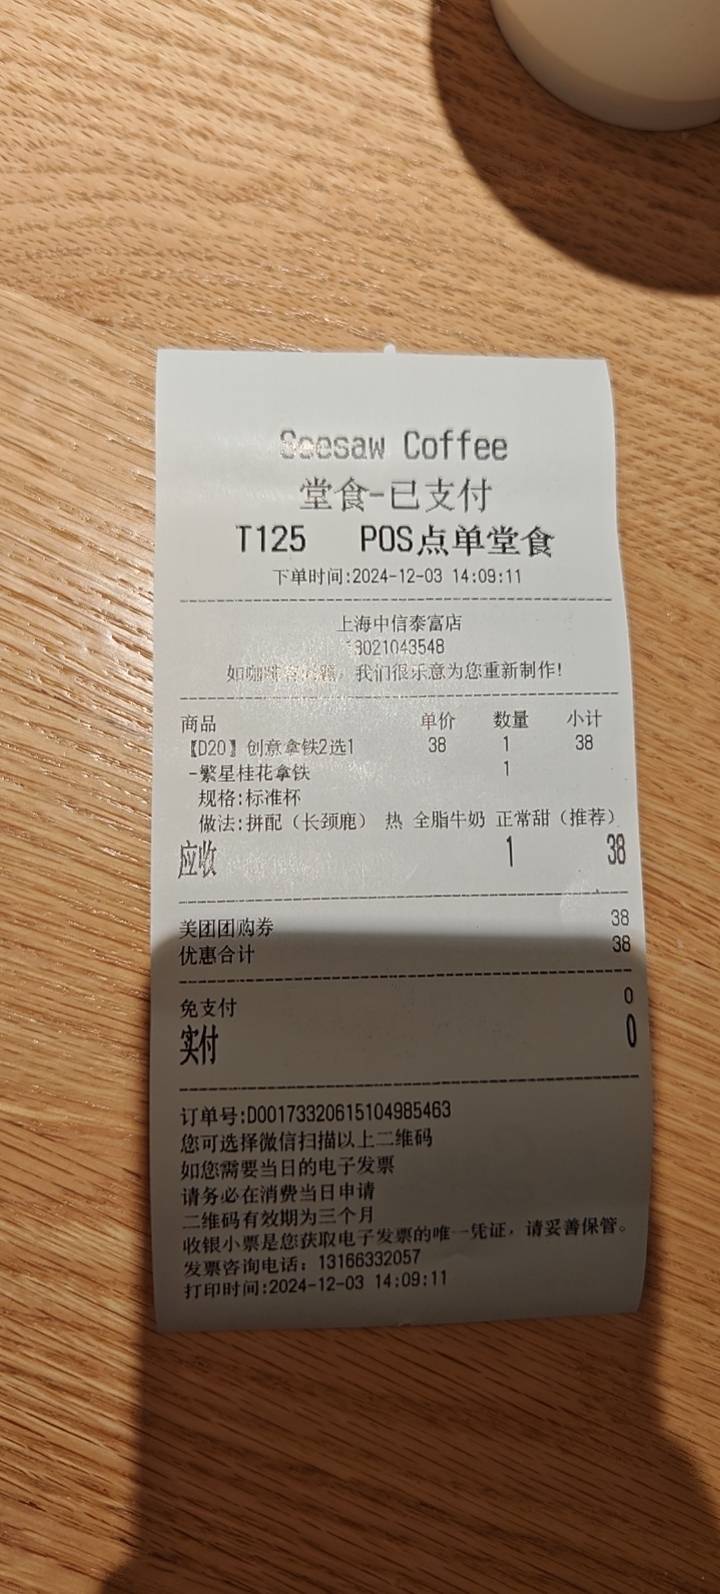 Seesaw Coffee
堂食-已支付
T125 POS点单堂食
下单时间:2024-12-03 14:09:11
上海中信泰富店
3021043548
如咖啡 我们很乐意为您重新制作!
商品 单价 数量 小计
【D20】创意拿铁2选1 38 1 38
-繁星桂花拿铁 1
规格:标准杯
做法:拼配（长颈鹿） 热 全脂牛奶 正常甜（推荐）
应收 1 38
美团团购券 38
优惠合计 38
免支付 0
实付 0
订单号:D00173320615104985463
您可选择微信扫描以上二维码
如您需要当日的电子发票
请务必在消费当日申请
二维码有效期为三个月
收银小票是您获取电子发票的唯一凭证，请妥善保管。
发票咨询电话：13166332057
打印时间:2024-12-03 14:09:11